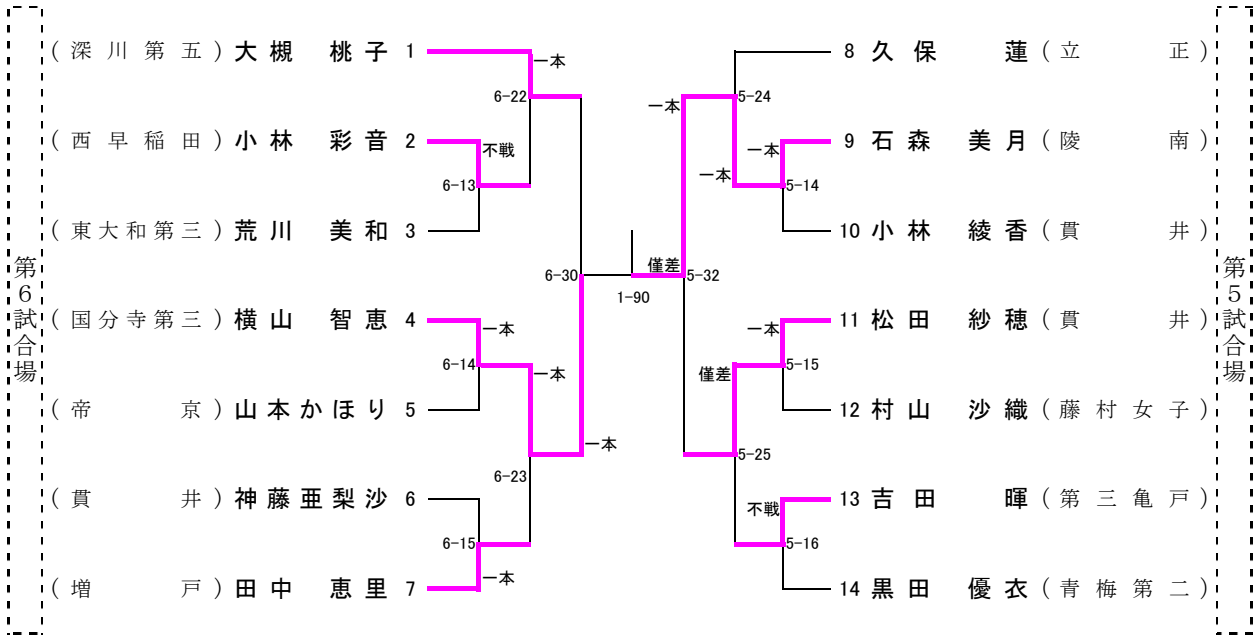 第6試合場
(深川第五) 大槻 桃子 1
一本
6-22
(西早稲田) 小林 彩音 2
不戦
6-13
(東大和第三) 荒川 美和 3
6-30
(国分寺第三) 横山 智恵 4
一本
6-14
一本
(帝京) 山本かほり 5
一本
6-23
(貫井) 神藤亜梨沙 6
6-15
一本
(増戸) 田中 恵里 7
僅差
1-90
8 久保 蓮 (立正)
一本
5-24
9 石森 美月 (陵南)
一本
一本
5-14
10 小林 綾香 (貫井)
5-32
11 松田 紗穂 (貫井)
一本
5-15
僅差
12 村山 沙織 (藤村女子)
5-25
13 吉田 暉 (第三亀戸)
不戦
5-16
14 黒田 優衣 (青梅第二)
第5試合場